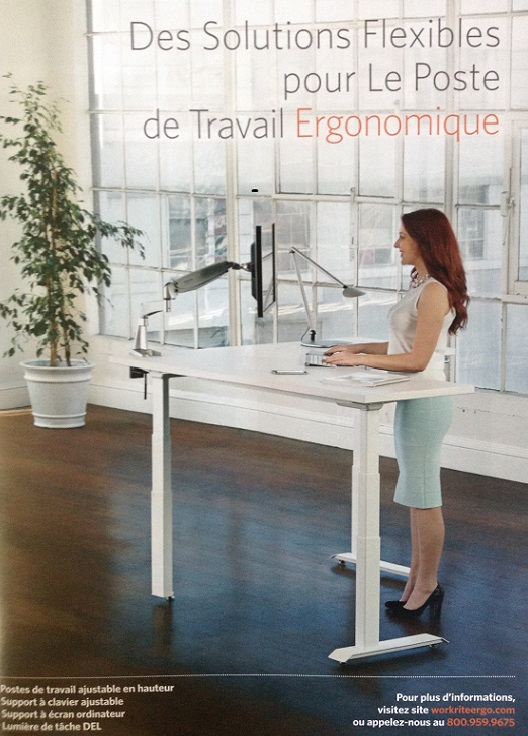 Des Solutions Flexibles
pour Le Poste
de Travail Ergonomique
Postes de travail ajustable en hauteur
Support à clavier ajustable
Support à écran ordinateur
Lumière de tâche DEL
Pour plus d'informations,
visitez site workriteergo.com
ou appelez-nous au 800.959.9675